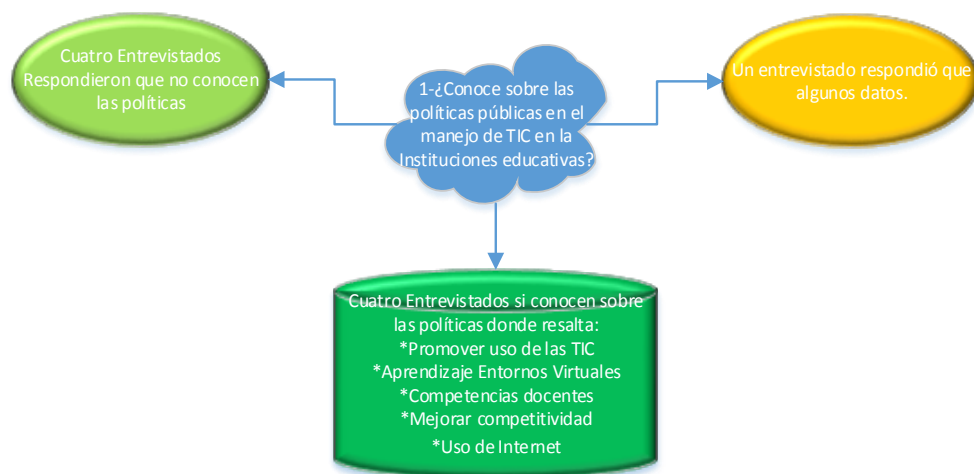 Cuatro Entrevistados
Respondieron que no conocen
las políticas
1-¿Conoce sobre las
políticas públicas en el
manejo de TIC en la
Instituciones educativas?
Un entrevistado respondió que
algunos datos.
Cuatro Entrevistados si conocen sobre
las políticas donde resalta:
*Promover uso de las TIC
*Aprendizaje Entornos Virtuales
*Competencias docentes
*Mejorar competitividad
*Uso de Internet